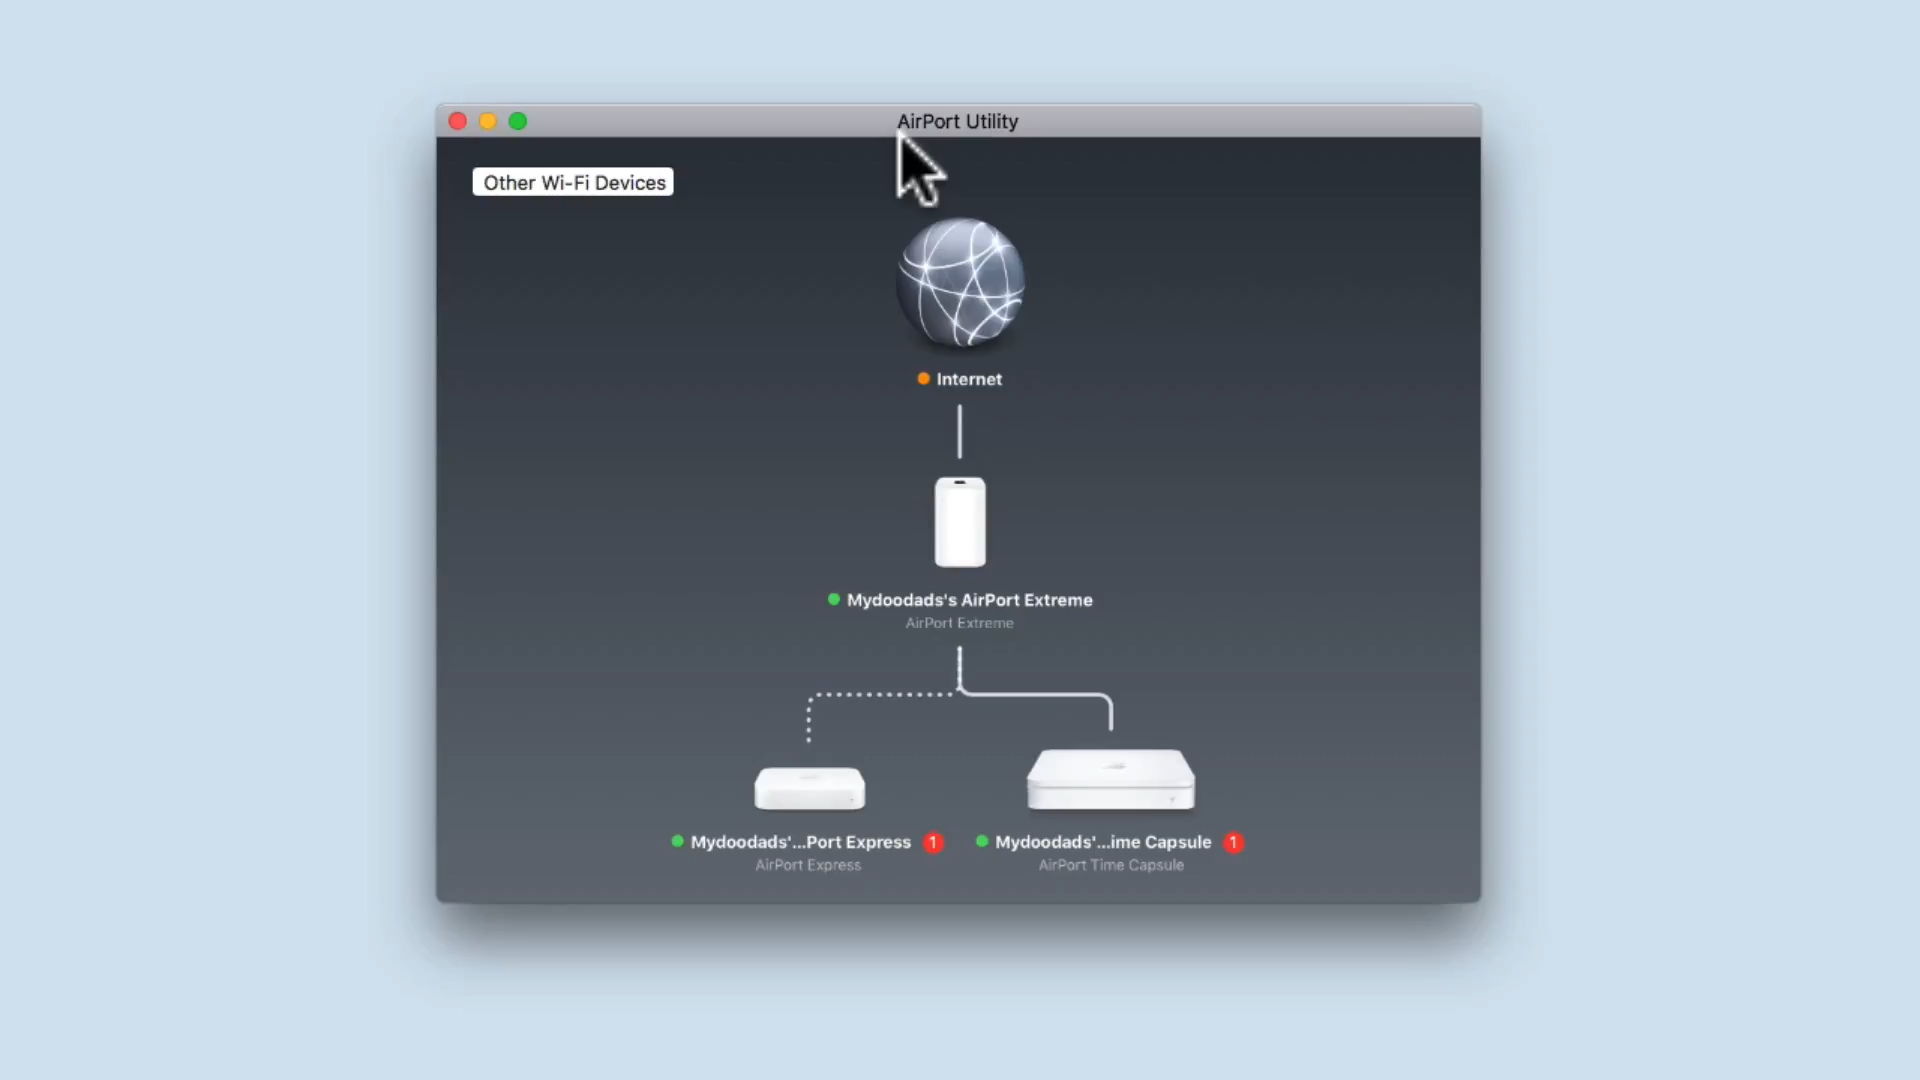 AirPort Utility
Other Wi-Fi Devices
Internet
Mydoodads's AirPort Extreme
AirPort Extreme
Mydoodads'...Port Express 1
AirPort Express
Mydoodads'...ime Capsule 1
AirPort Time Capsule